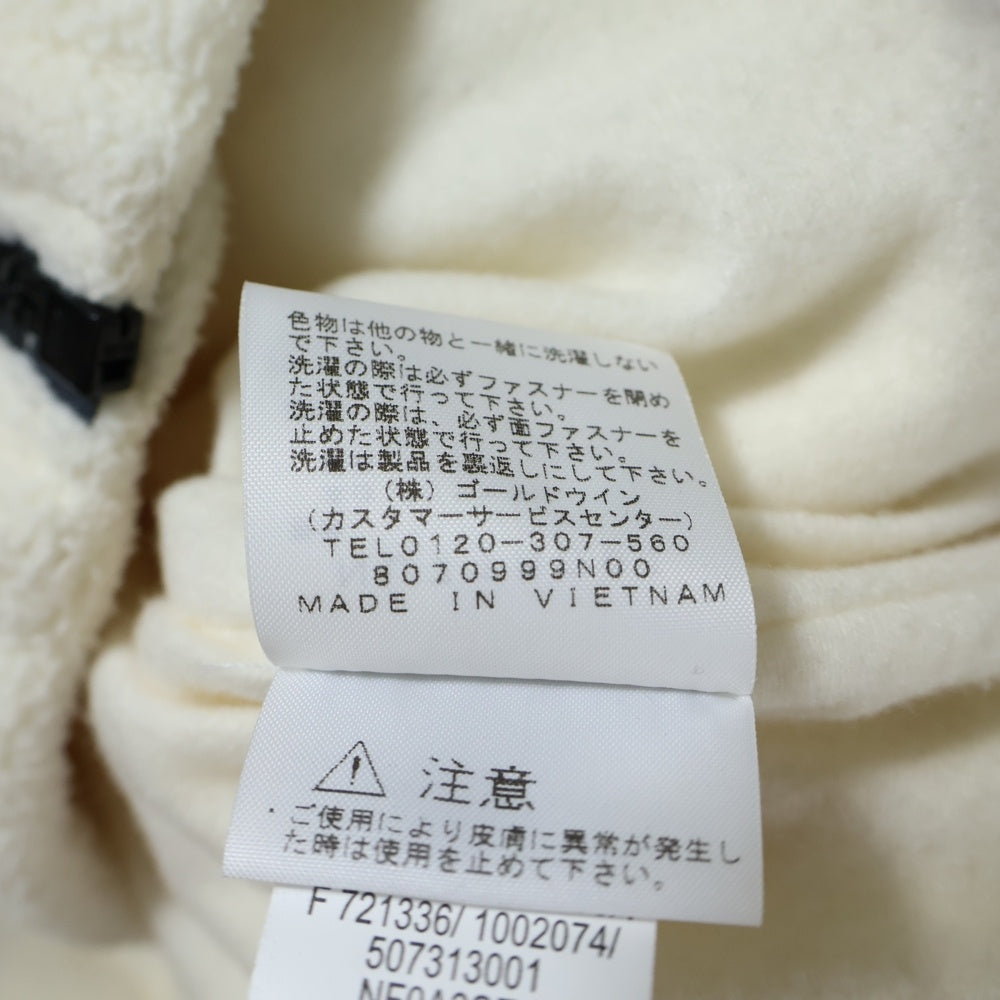 色物は他の物と一緒に洗濯しない
で下さい。
洗濯の際は必ずファスナーを閉め
た状態で行って下さい。
洗濯の際は、必ず面ファスナーを
止めた状態で行って下さい。
洗濯は製品を裏返しにして下さい。
（株）ゴールドウイン
（カスタマーサービスセンター）
TEL0120−307−560
8070999N00
MADE IN VIETNAM
⚠ 注意
・ご使用により皮膚に異常が発生し
た時は使用を止めて下さい。
F 721336/ 1002074/
507313001